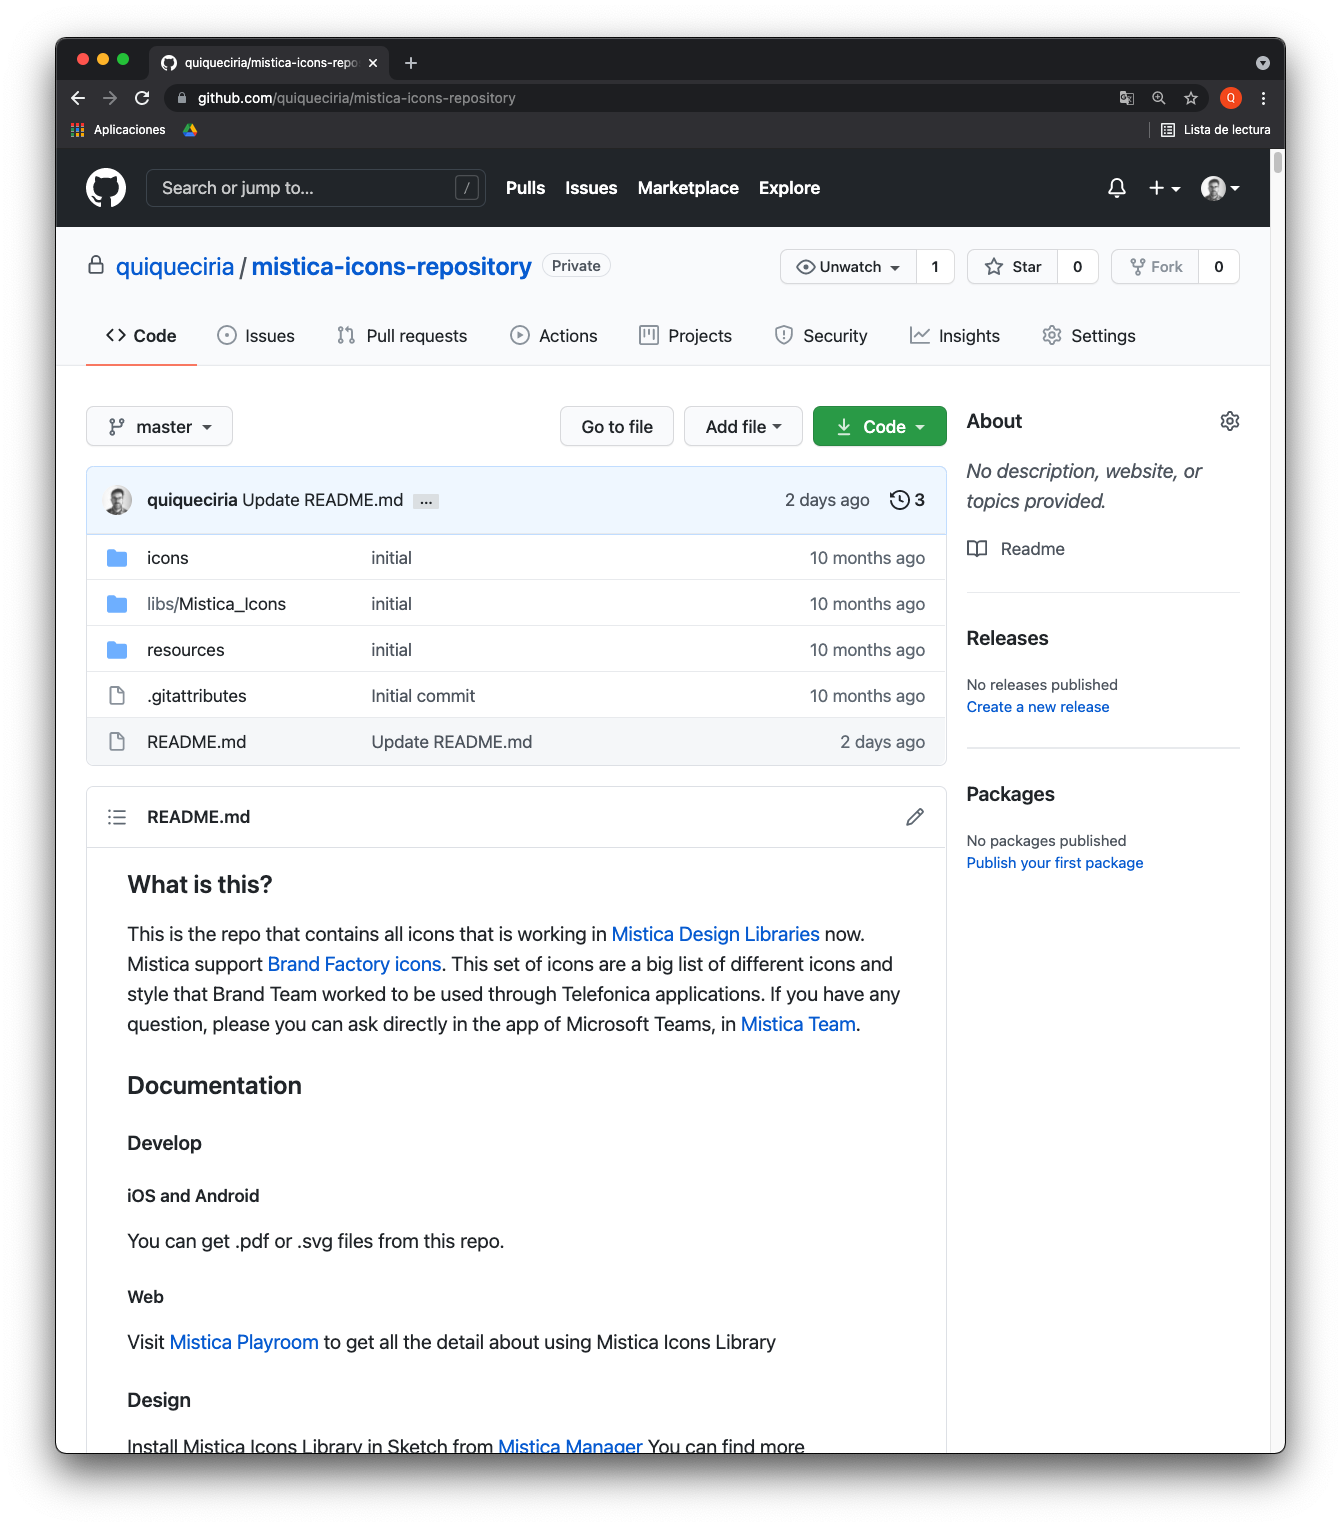 quiqueciria/mistica-icons-repo
github.com/quiqueciria/mistica-icons-repository
Q
Aplicaciones
Lista de lectura
Search or jump to...
/
Pulls
Issues
Marketplace
Explore
quiqueciria / mistica-icons-repository
Private
Unwatch
1
Star
0
Fork
0
Code
Issues
Pull requests
Actions
Projects
Security
Insights
Settings
master
Go to file
Add file
Code
quiqueciria Update README.md ...
2 days ago
3
icons
initial
10 months ago
libs/Mistica_Icons
initial
10 months ago
resources
initial
10 months ago
.gitattributes
Initial commit
10 months ago
README.md
Update README.md
2 days ago
About
No description, website, or
topics provided.
Readme
Releases
No releases published
Create a new release
Packages
No packages published
Publish your first package
README.md
What is this?
This is the repo that contains all icons that is working in Mistica Design Libraries now.
Mistica support Brand Factory icons. This set of icons are a big list of different icons and
style that Brand Team worked to be used through Telefonica applications. If you have any
question, please you can ask directly in the app of Microsoft Teams, in Mistica Team.
Documentation
Develop
iOS and Android
You can get .pdf or .svg files from this repo.
Web
Visit Mistica Playroom to get all the detail about using Mistica Icons Library
Design
Install Mistica Icons Library in Sketch from Mistica Manager You can find more